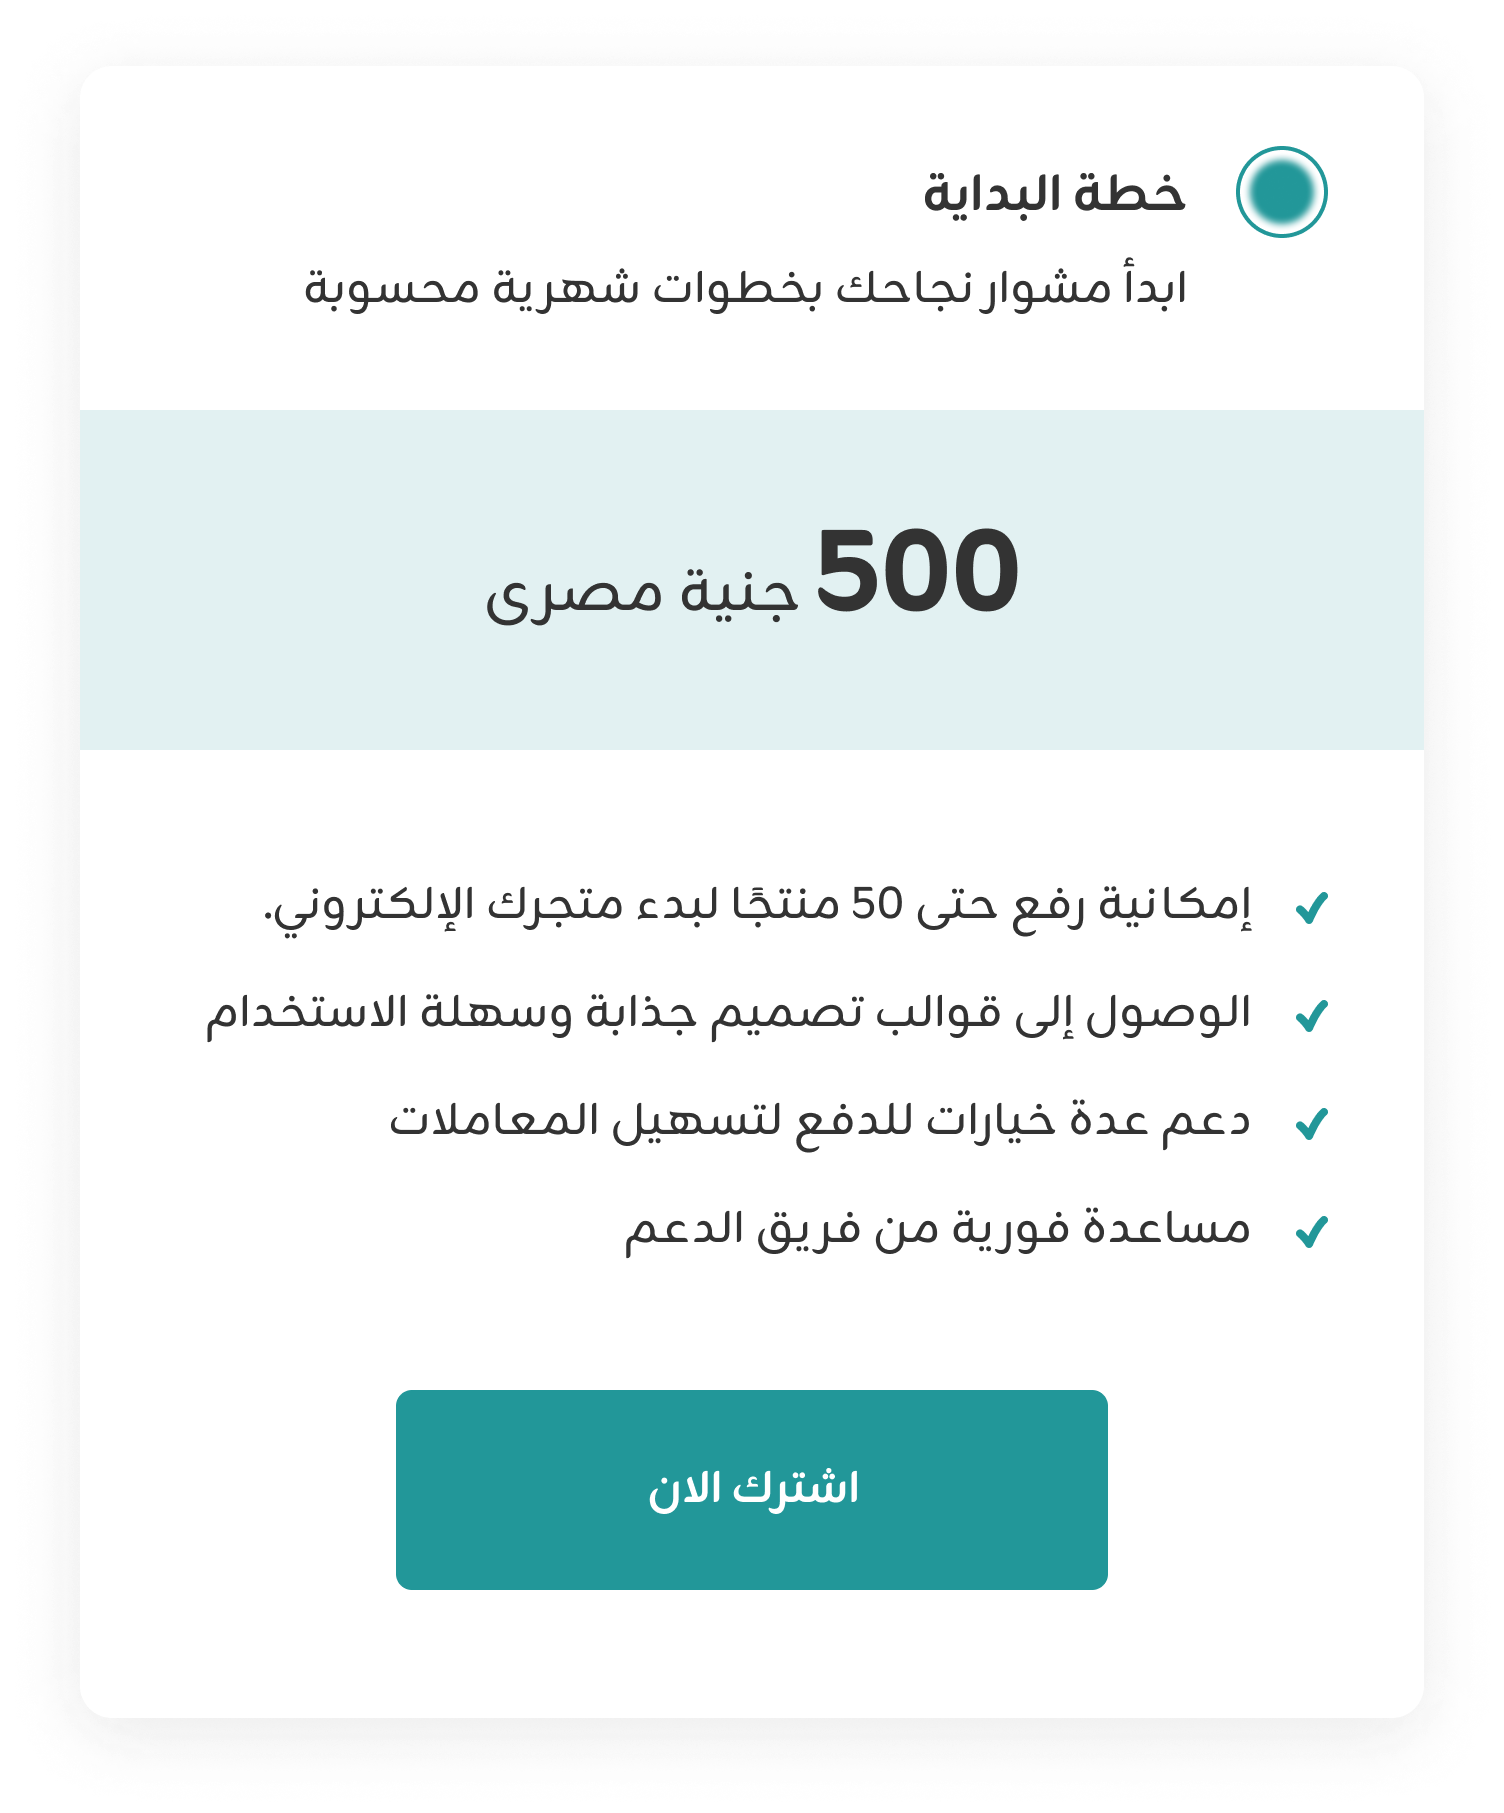 خطة البداية
ابدأ مشوار نجاحك بخطوات شهرية محسوبة
500 جنية مصرى
إمكانية رفع حتى 50 منتجًا لبدء متجرك الإلكتروني.
الوصول إلى قوالب تصميم جذابة وسهلة الاستخدام
دعم عدة خيارات للدفع لتسهيل المعاملات
مساعدة فورية من فريق الدعم
اشترك الان